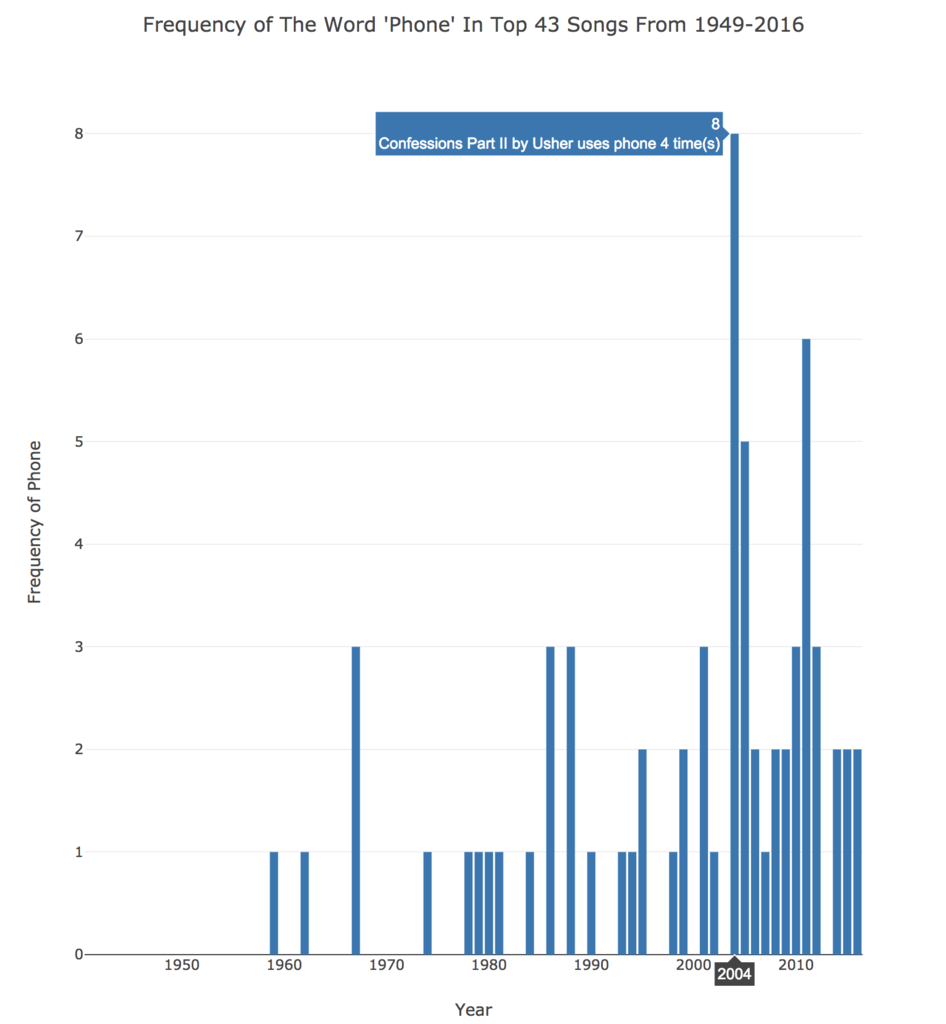 Frequency of The Word 'Phone' In Top 43 Songs From 1949-2016
8
Confessions Part II by Usher uses phone 4 time(s)
8
7
6
5
4
3
2
1
0
Frequency of Phone
1950 1960 1970 1980 1990 2000 2004 2010
Year